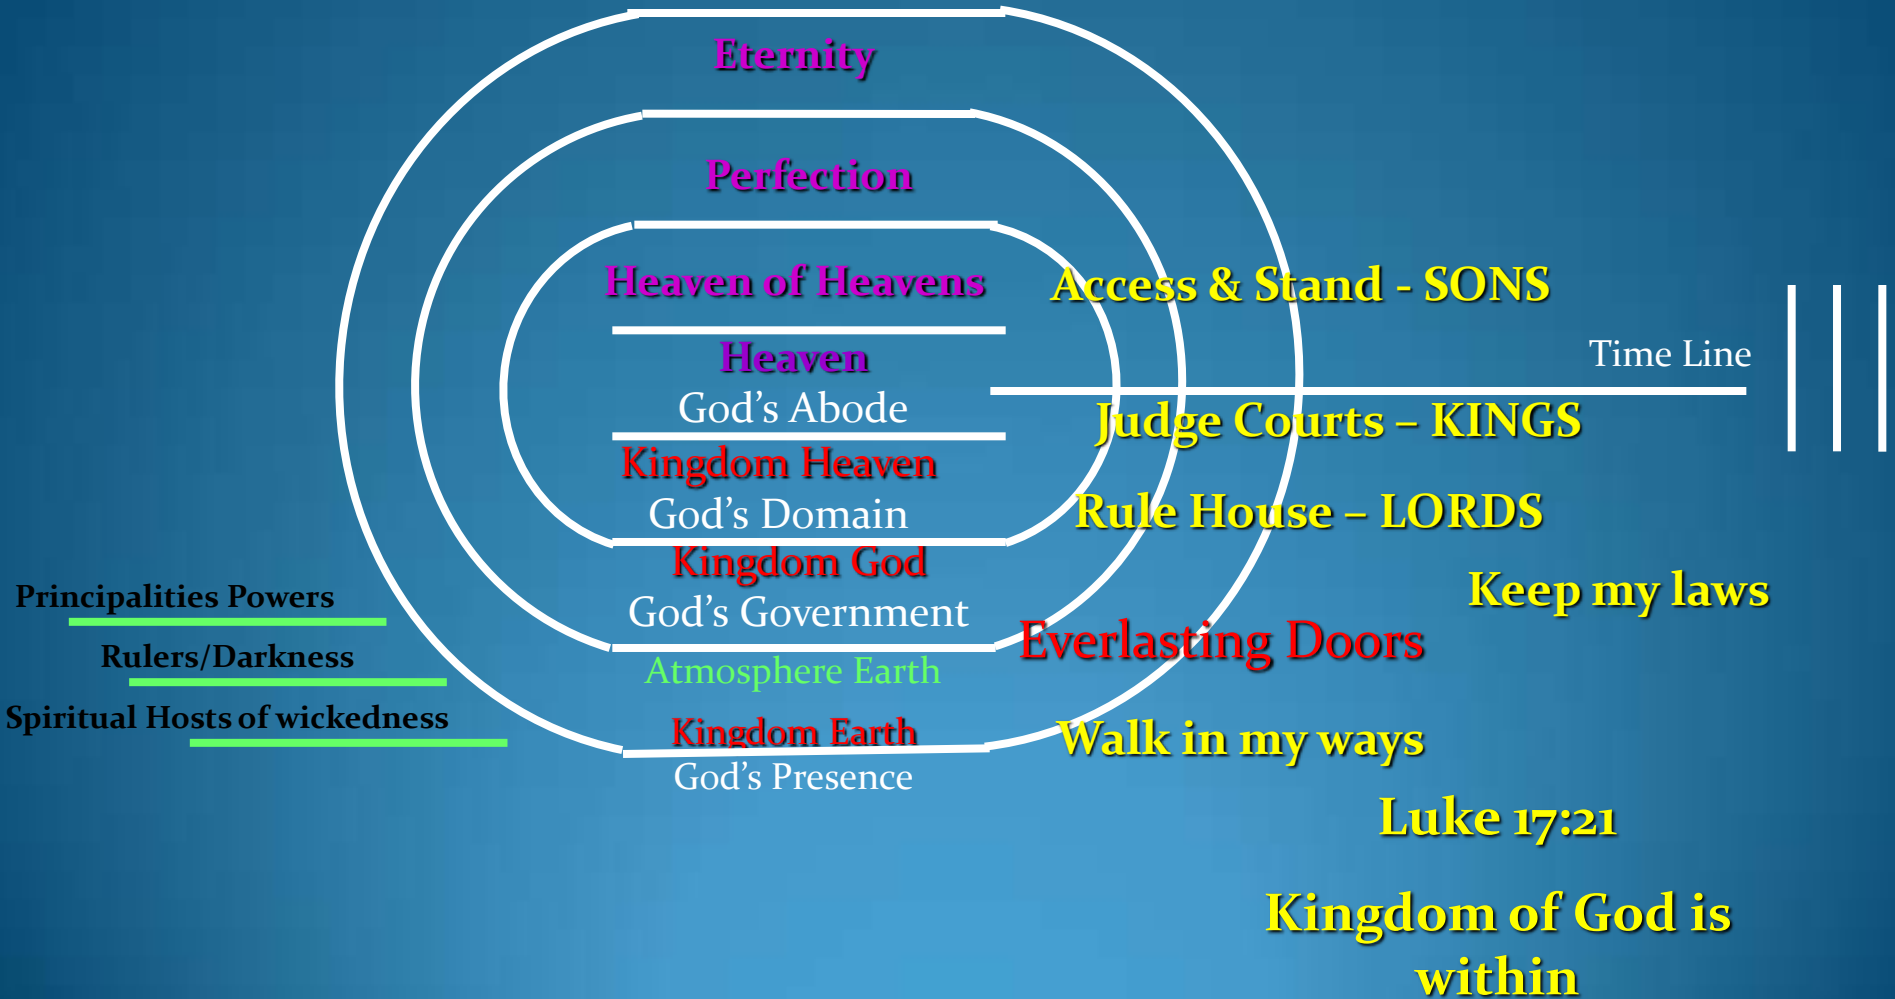 Eternity
Perfection
Heaven of Heavens
Heaven
God's Abode
Kingdom Heaven
God's Domain
Kingdom God
God's Government
Atmosphere Earth
Kingdom Earth
God's Presence
Principalities Powers
Rulers/Darkness
Spiritual Hosts of wickedness
Access & Stand - SONS
Time Line
Judge Courts – KINGS
Rule House – LORDS
Keep my laws
Everlasting Doors
Walk in my ways
Luke 17:21
Kingdom of God is
within